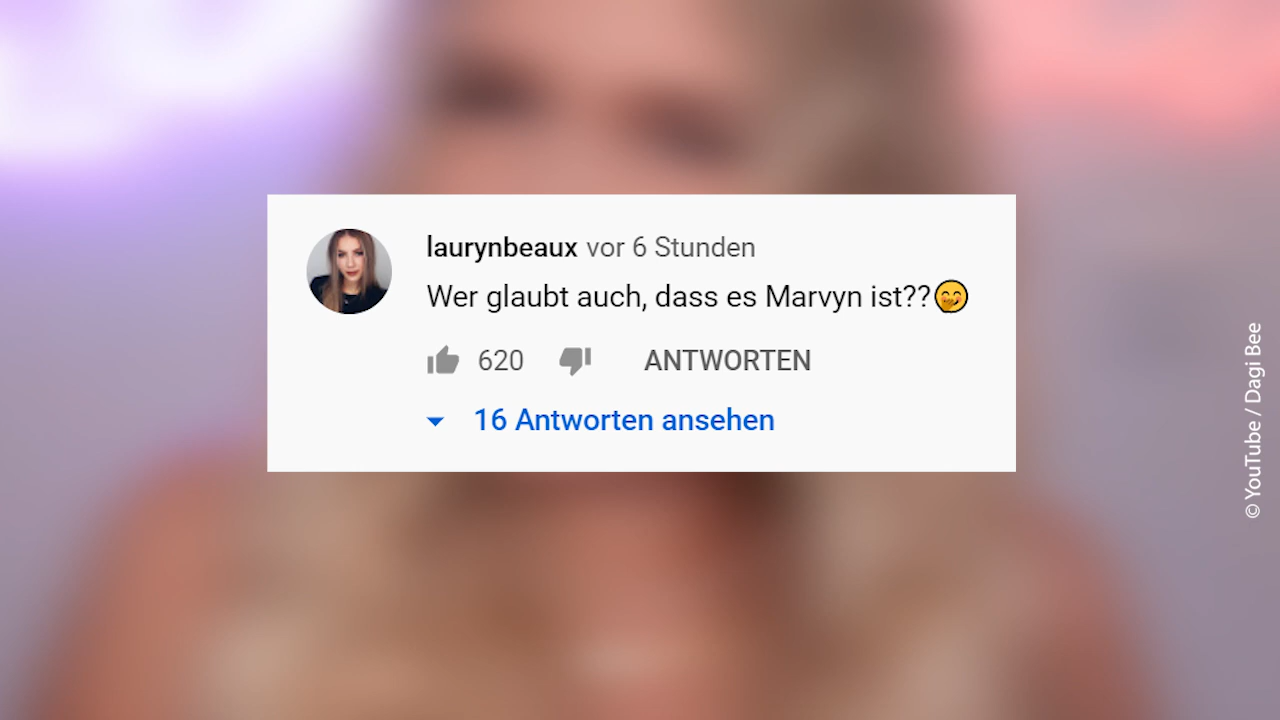 laurynbeaux vor 6 Stunden
Wer glaubt auch, dass es Marvyn ist??🤭
620 ANTWORTEN
16 Antworten ansehen
© YouTube / Dagi Bee